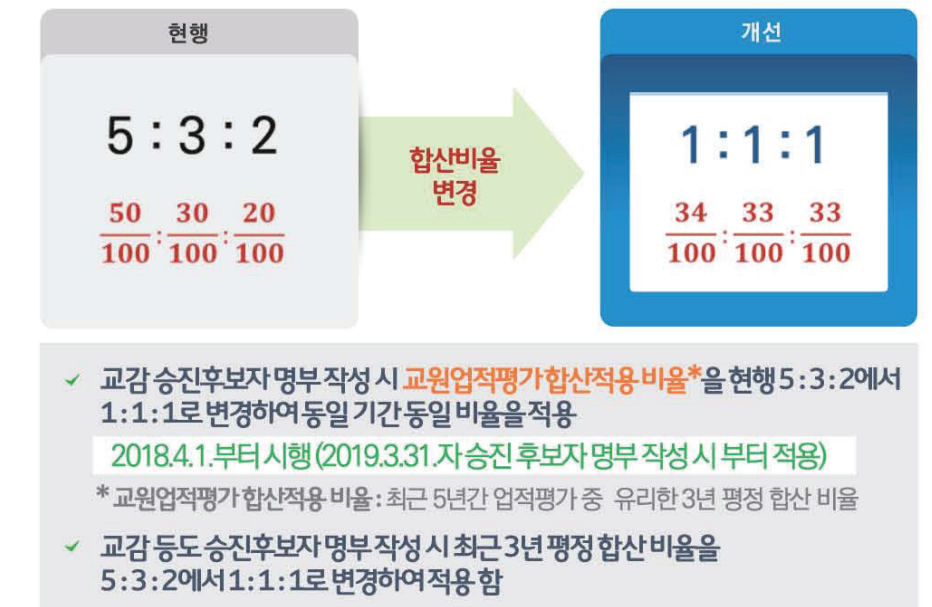 현행
5 : 3 : 2
50/100 : 30/100 : 20/100
합산비율
변경
개선
1 : 1 : 1
34/100 : 33/100 : 33/100
✓ 교감 승진후보자 명부 작성 시 교원업적평가 합산적용 비율*을 현행 5 : 3 : 2에서
1 : 1 : 1로 변경하여 동일 기간 동일 비율을 적용
2018.4.1.부터 시행 (2019.3.31.자 승진 후보자 명부 작성 시 부터 적용)
* 교원업적평가 합산적용 비율 : 최근 5년간 업적평가 중 유리한 3년 평정 합산 비율
✓ 교감 등도 승진후보자 명부 작성 시 최근 3년 평정 합산 비율을
5 : 3 : 2에서 1 : 1 : 1로 변경하여 적용 함